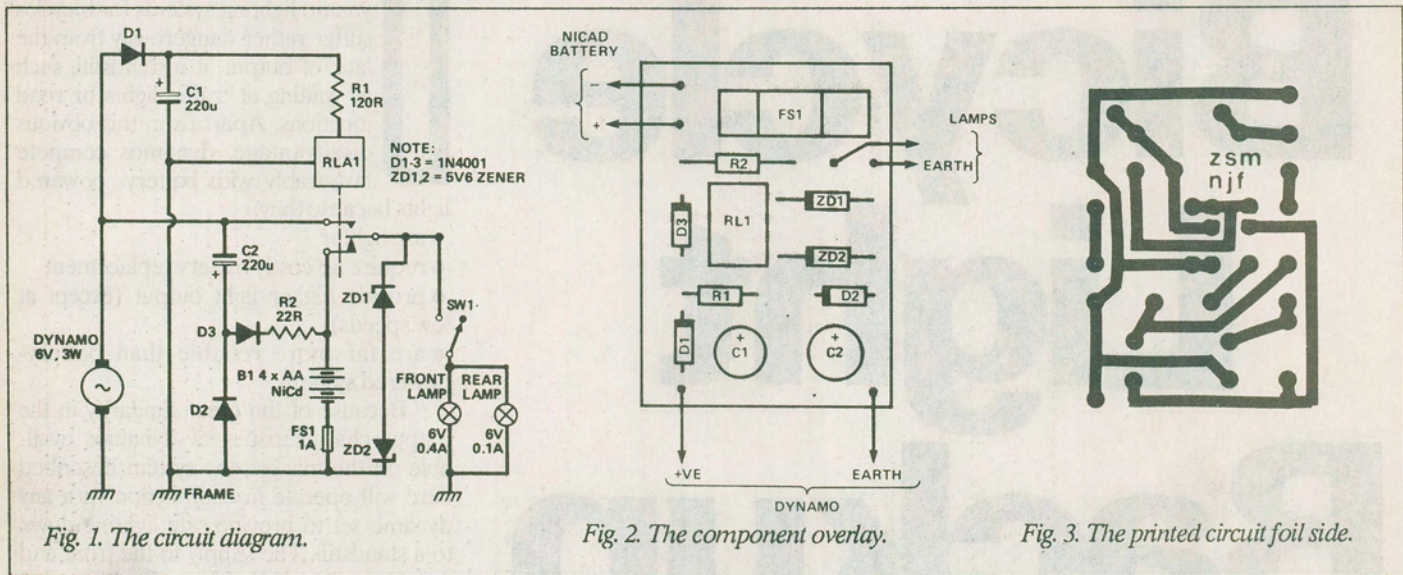 D1
C1
220u
R1
120R
RLA1
NOTE:
D1-3 = 1N4001
ZD1,2 = 5V6 ZENER
C2
220u
ZD1
SW1
R2
22R
D3
DYNAMO
6V, 3W
~
B1 4 x AA
NiCd
FRONT
LAMP
REAR
LAMP
D2
FS1
1A
ZD2
6V
0.4A
6V
0.1A
FRAME
Fig. 1. The circuit diagram.
NICAD
BATTERY
–
+
FS1
LAMPS
EARTH
R2
ZD1
RL1
D3
ZD2
R1
D2
D1
+
C1
+
C2
+VE
EARTH
DYNAMO
Fig. 2. The component overlay.
zsm
njf
Fig. 3. The printed circuit foil side.